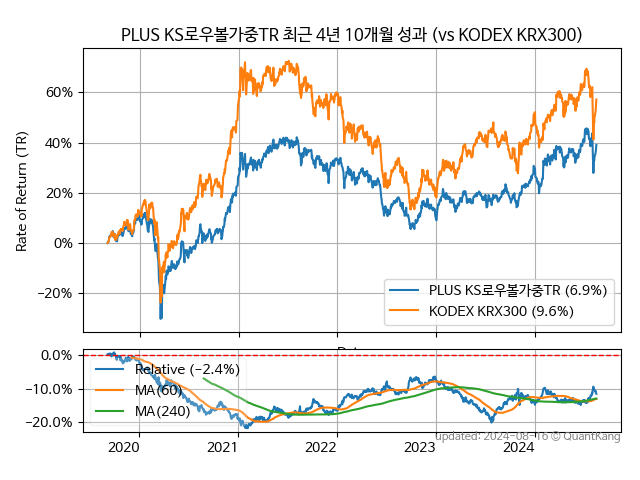 PLUS KS로우볼가중TR 최근 4년 10개월 성과 (vs KODEX KRX300)
Rate of Return (TR)
60%
40%
20%
0%
−20%
PLUS KS로우볼가중TR (6.9%)
KODEX KRX300 (9.6%)
0.0%
−10.0%
−20.0%
Relative (−2.4%)
MA(60)
MA(240)
2020
2021
2022
2023
2024
updated: 2024-08-16 © QuantKang